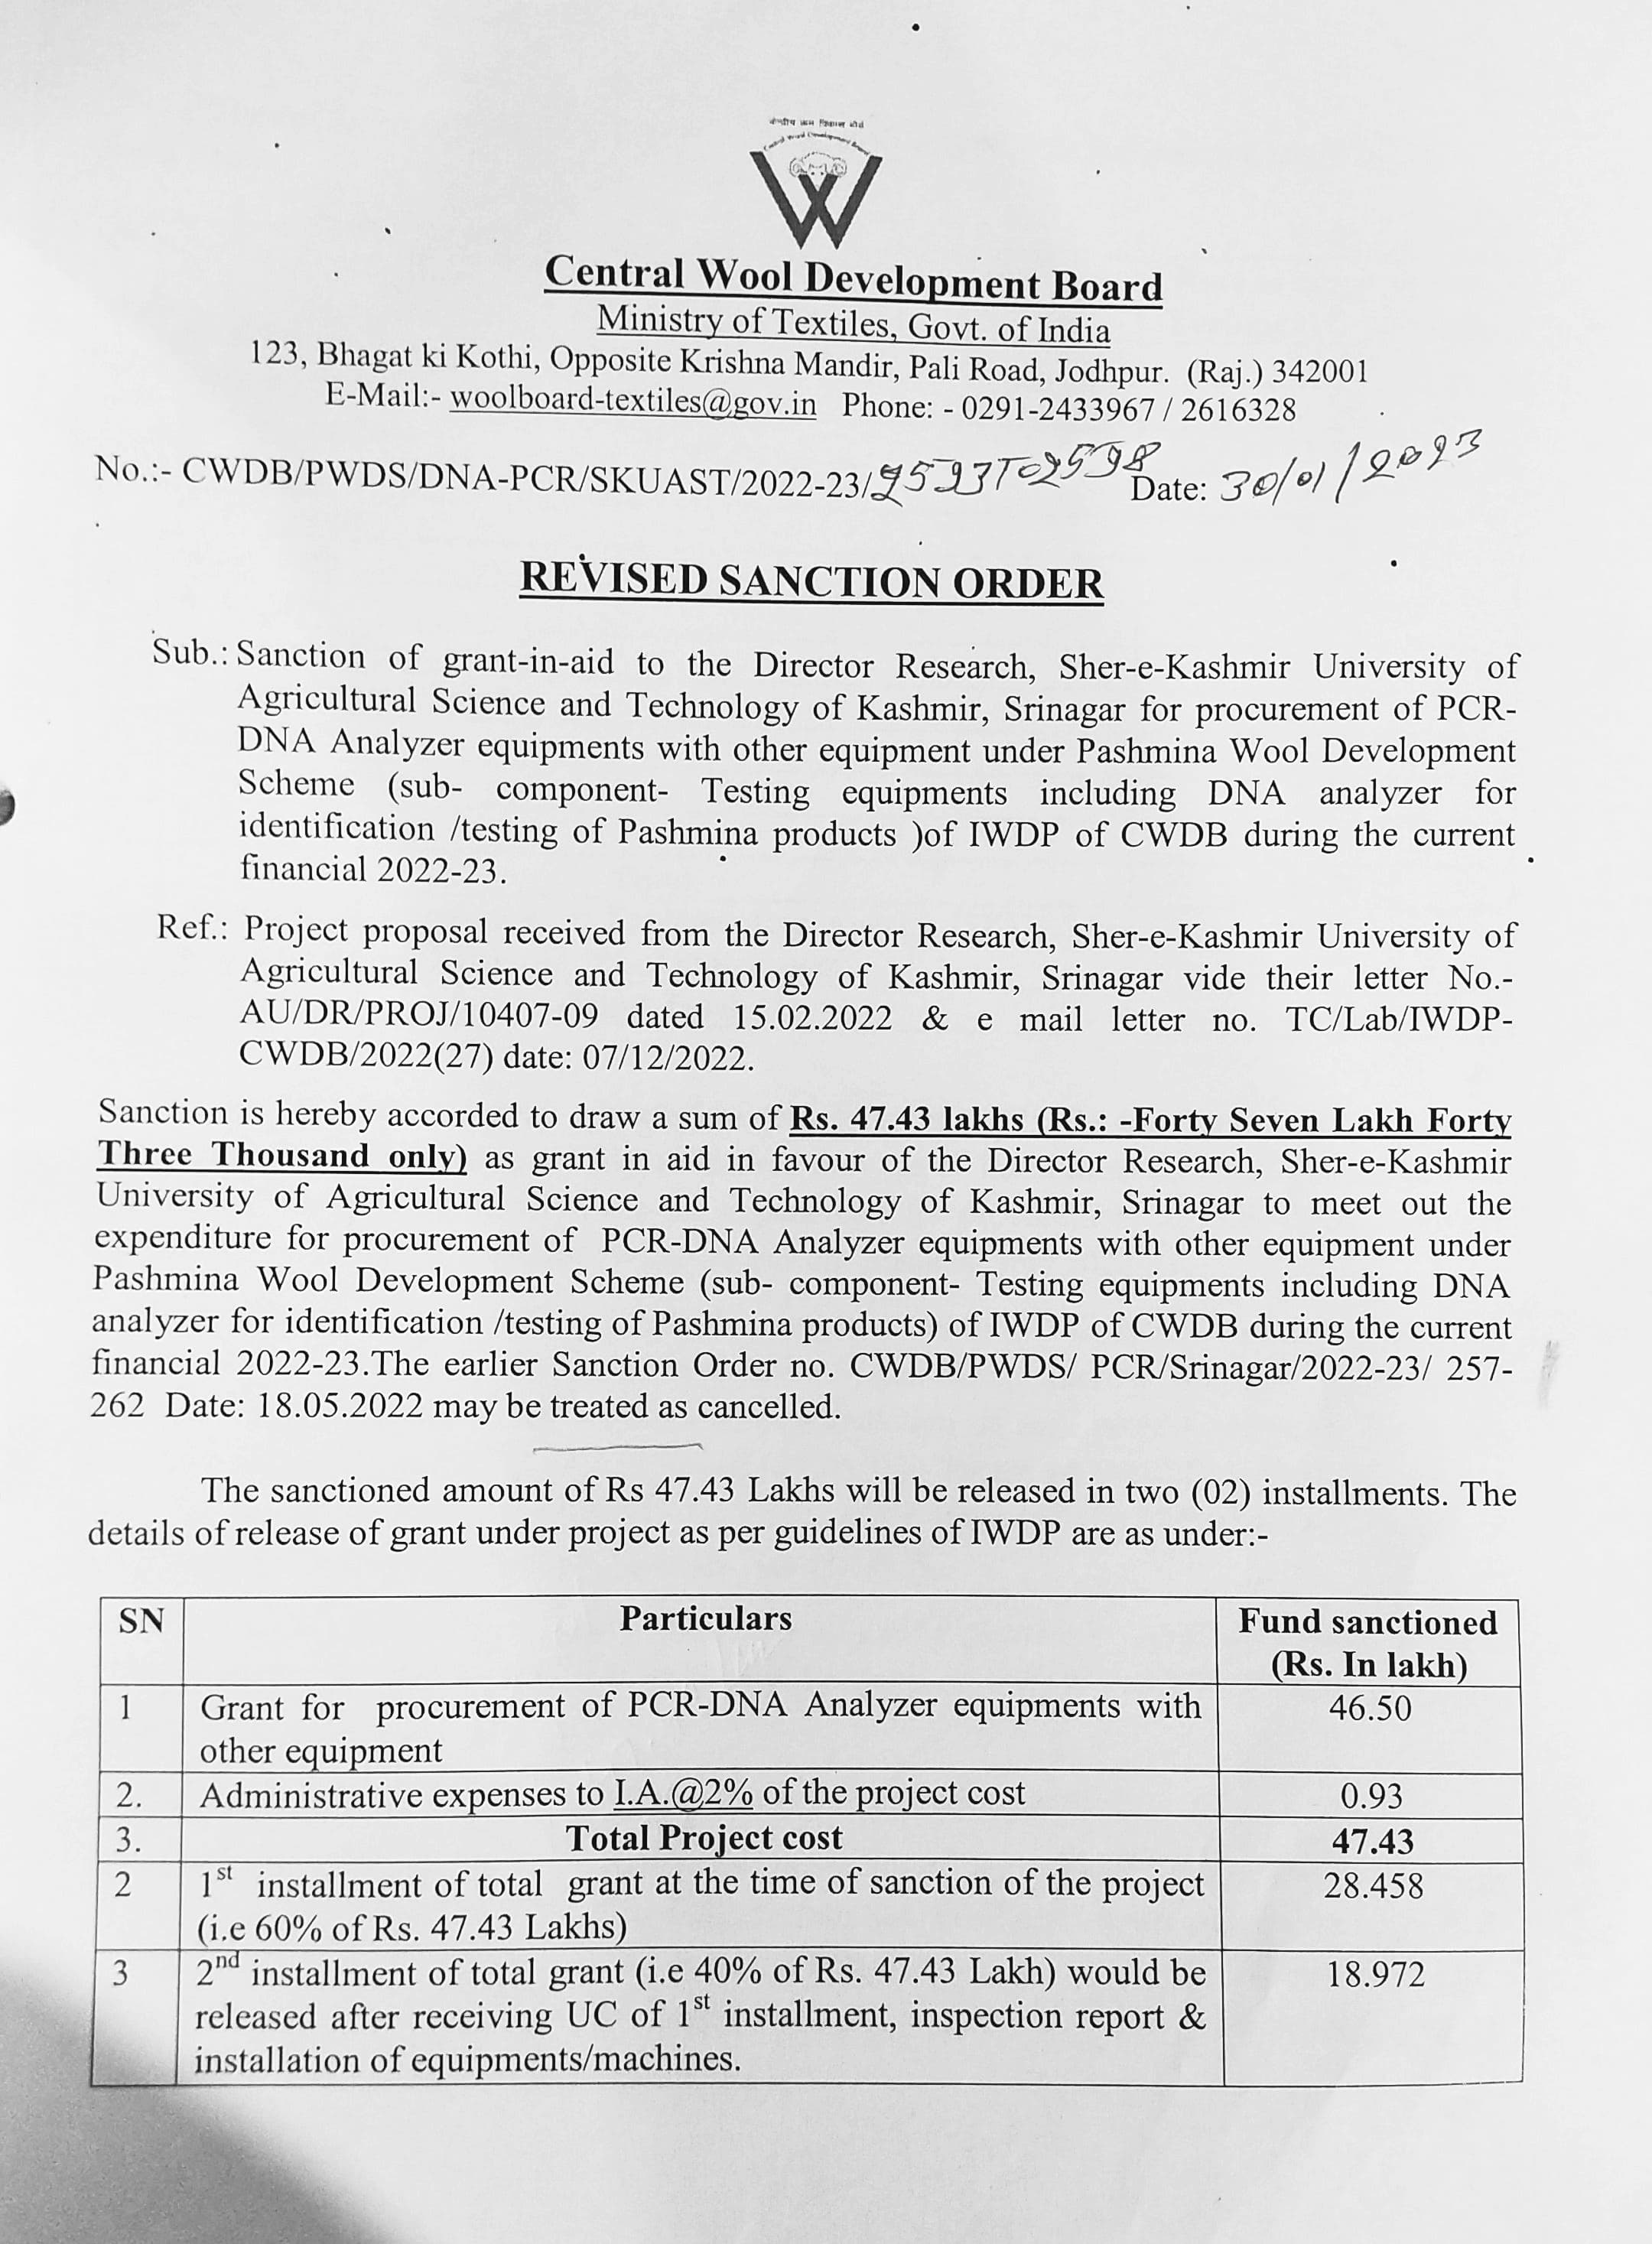 केन्द्रीय ऊन विकास बोर्ड
Central Wool Development Board
Central Wool Development Board
Ministry of Textiles, Govt. of India
123, Bhagat ki Kothi, Opposite Krishna Mandir, Pali Road, Jodhpur. (Raj.) 342001
E-Mail:- woolboard-textiles@gov.in Phone: - 0291-2433967 / 2616328
No.:- CWDB/PWDS/DNA-PCR/SKUAST/2022-23/ Date: 30/01/2023
REVISED SANCTION ORDER
Sub.: Sanction of grant-in-aid to the Director Research, Sher-e-Kashmir University of
Agricultural Science and Technology of Kashmir, Srinagar for procurement of PCR-
DNA Analyzer equipments with other equipment under Pashmina Wool Development
Scheme (sub- component- Testing equipments including DNA analyzer for
identification /testing of Pashmina products )of IWDP of CWDB during the current
financial 2022-23.
Ref.: Project proposal received from the Director Research, Sher-e-Kashmir University of
Agricultural Science and Technology of Kashmir, Srinagar vide their letter No.-
AU/DR/PROJ/10407-09 dated 15.02.2022 & e mail letter no. TC/Lab/IWDP-
CWDB/2022(27) date: 07/12/2022.
Sanction is hereby accorded to draw a sum of Rs. 47.43 lakhs (Rs.: -Forty Seven Lakh Forty
Three Thousand only) as grant in aid in favour of the Director Research, Sher-e-Kashmir
University of Agricultural Science and Technology of Kashmir, Srinagar to meet out the
expenditure for procurement of PCR-DNA Analyzer equipments with other equipment under
Pashmina Wool Development Scheme (sub- component- Testing equipments including DNA
analyzer for identification /testing of Pashmina products) of IWDP of CWDB during the current
financial 2022-23.The earlier Sanction Order no. CWDB/PWDS/ PCR/Srinagar/2022-23/ 257-
262 Date: 18.05.2022 may be treated as cancelled.
The sanctioned amount of Rs 47.43 Lakhs will be released in two (02) installments. The
details of release of grant under project as per guidelines of IWDP are as under:-
SN Particulars Fund sanctioned
(Rs. In lakh)
1 Grant for procurement of PCR-DNA Analyzer equipments with 46.50
other equipment
2. Administrative expenses to I.A.@2% of the project cost 0.93
3. Total Project cost 47.43
2 1st installment of total grant at the time of sanction of the project 28.458
(i.e 60% of Rs. 47.43 Lakhs)
3 2nd installment of total grant (i.e 40% of Rs. 47.43 Lakh) would be 18.972
released after receiving UC of 1st installment, inspection report &
installation of equipments/machines.